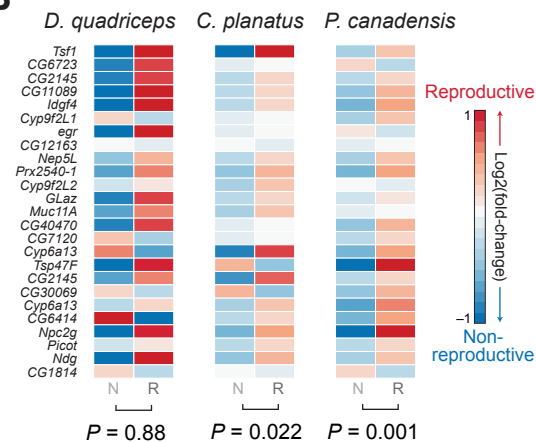 D. quadriceps C. planatus P. canadensis
Tsf1
CG6723
CG2145
CG11089
Idgf4
Cyp9f2L1
egr
CG12163
Nep5L
Prx2540-1
Cyp9f2L2
GLaz
Muc11A
CG40470
CG7120
Cyp6a13
Tsp47F
CG2145
CG30069
Cyp6a13
CG6414
Npc2g
Picot
Ndg
CG1814
N R N R N R
P = 0.88 P = 0.022 P = 0.001
Reproductive
1
Log2(fold-change)
–1
Non-
reproductive